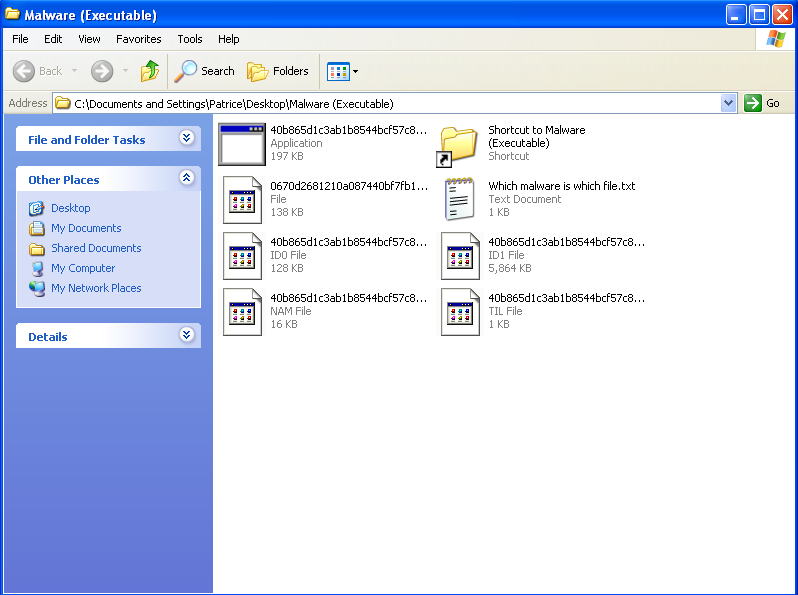 Malware (Executable)
File Edit View Favorites Tools Help
Back Search Folders
Address C:\Documents and Settings\Patrice\Desktop\Malware (Executable) Go
File and Folder Tasks
Other Places
Desktop
My Documents
Shared Documents
My Computer
My Network Places
Details
40b865d1c3ab1b8544bcf57c8...
Application
197 KB
Shortcut to Malware
(Executable)
Shortcut
0670d2681210a087440bf7fb1...
File
138 KB
Which malware is which file.txt
Text Document
1 KB
40b865d1c3ab1b8544bcf57c8...
ID0 File
128 KB
40b865d1c3ab1b8544bcf57c8...
ID1 File
5,864 KB
40b865d1c3ab1b8544bcf57c8...
NAM File
16 KB
40b865d1c3ab1b8544bcf57c8...
TIL File
1 KB